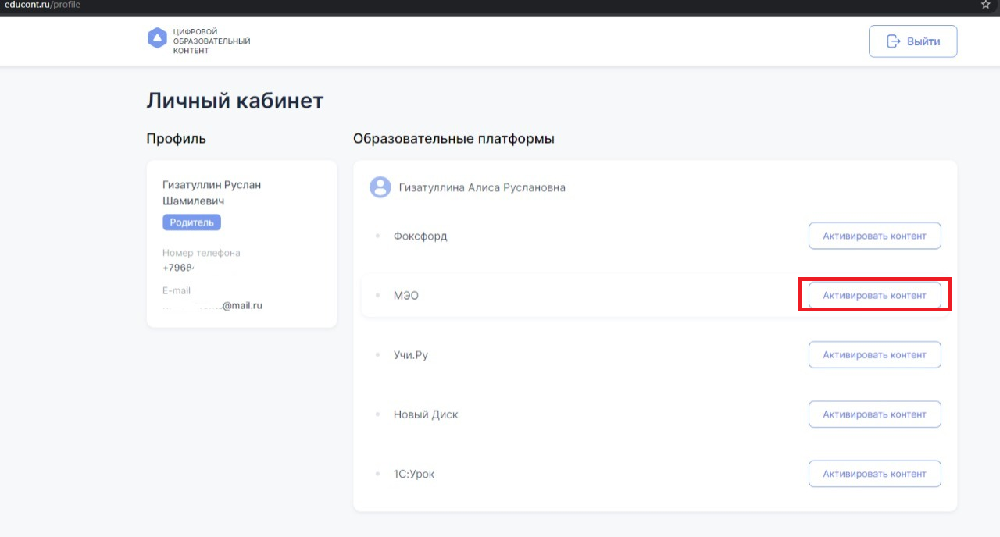 educont.ru/profile
ЦИФРОВОЙ
ОБРАЗОВАТЕЛЬНЫЙ
КОНТЕНТ
Выйти
Личный кабинет
Профиль
Образовательные платформы
Гизатуллин Руслан
Шамилевич
Родитель
Номер телефона
+7968
E-mail
@mail.ru
Гизатуллина Алиса Руслановна
Фоксфорд
Активировать контент
МЭО
Активировать контент
Учи.Ру
Активировать контент
Новый Диск
Активировать контент
1С:Урок
Активировать контент